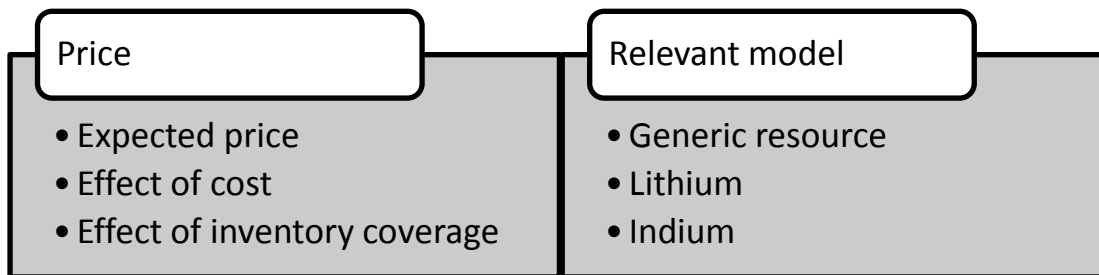 Price
• Expected price
• Effect of cost
• Effect of inventory coverage
Relevant model
• Generic resource
• Lithium
• Indium